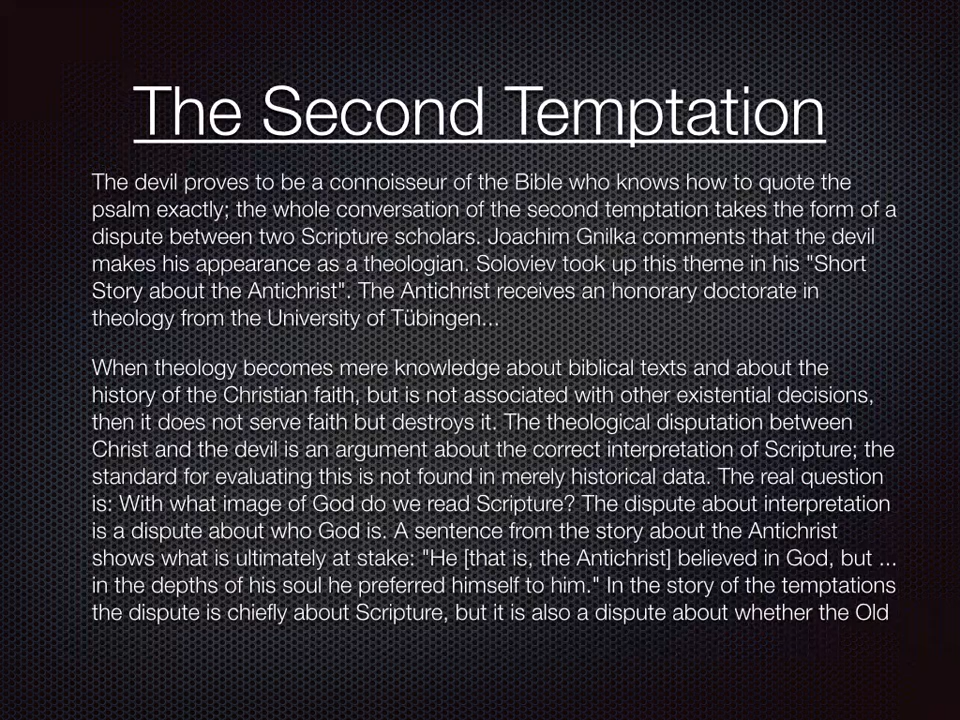 The Second Temptation
The devil proves to be a connoisseur of the Bible who knows how to quote the
psalm exactly; the whole conversation of the second temptation takes the form of a
dispute between two Scripture scholars. Joachim Gnilka comments that the devil
makes his appearance as a theologian. Soloviev took up this theme in his "Short
Story about the Antichrist". The Antichrist receives an honorary doctorate in
theology from the University of Tübingen...
When theology becomes mere knowledge about biblical texts and about the
history of the Christian faith, but is not associated with other existential decisions,
then it does not serve faith but destroys it. The theological disputation between
Christ and the devil is an argument about the correct interpretation of Scripture; the
standard for evaluating this is not found in merely historical data. The real question
is: With what image of God do we read Scripture? The dispute about interpretation
is a dispute about who God is. A sentence from the story about the Antichrist
shows what is ultimately at stake: "He [that is, the Antichrist] believed in God, but ...
in the depths of his soul he preferred himself to him." In the story of the temptations
the dispute is chiefly about Scripture, but it is also a dispute about whether the Old